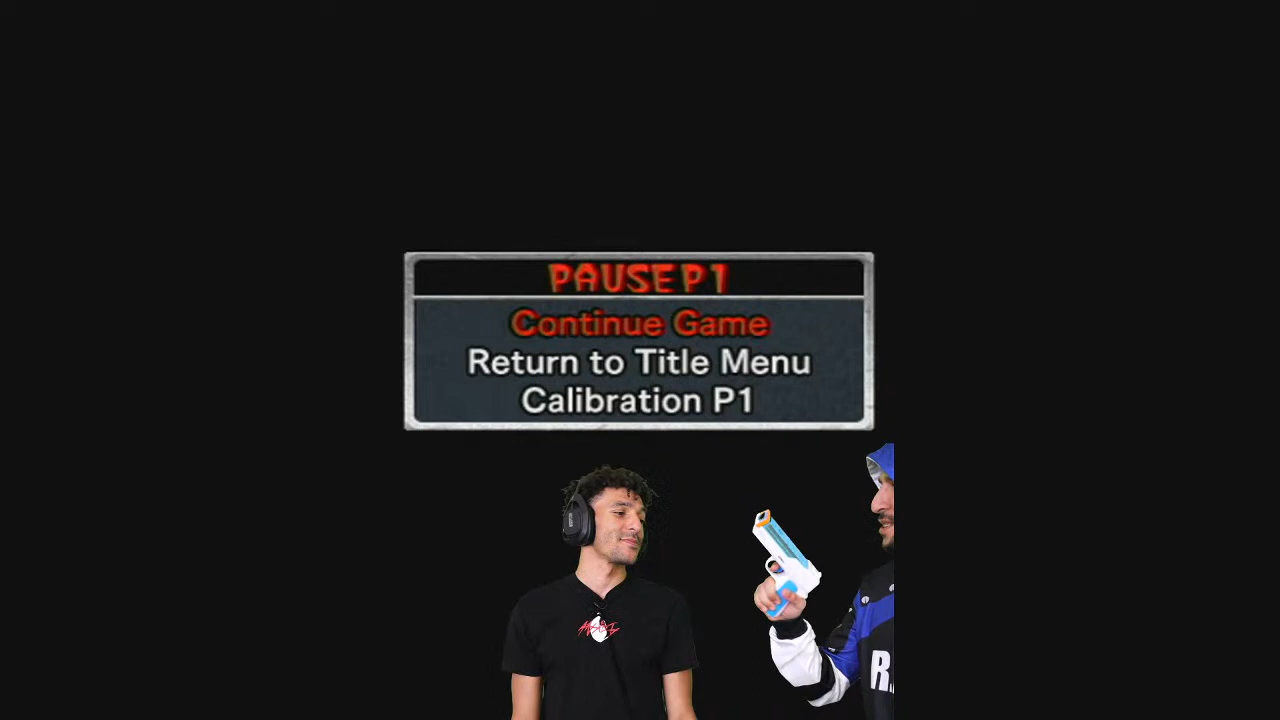 PAUSE P1
Continue Game
Return to Title Menu
Calibration P1